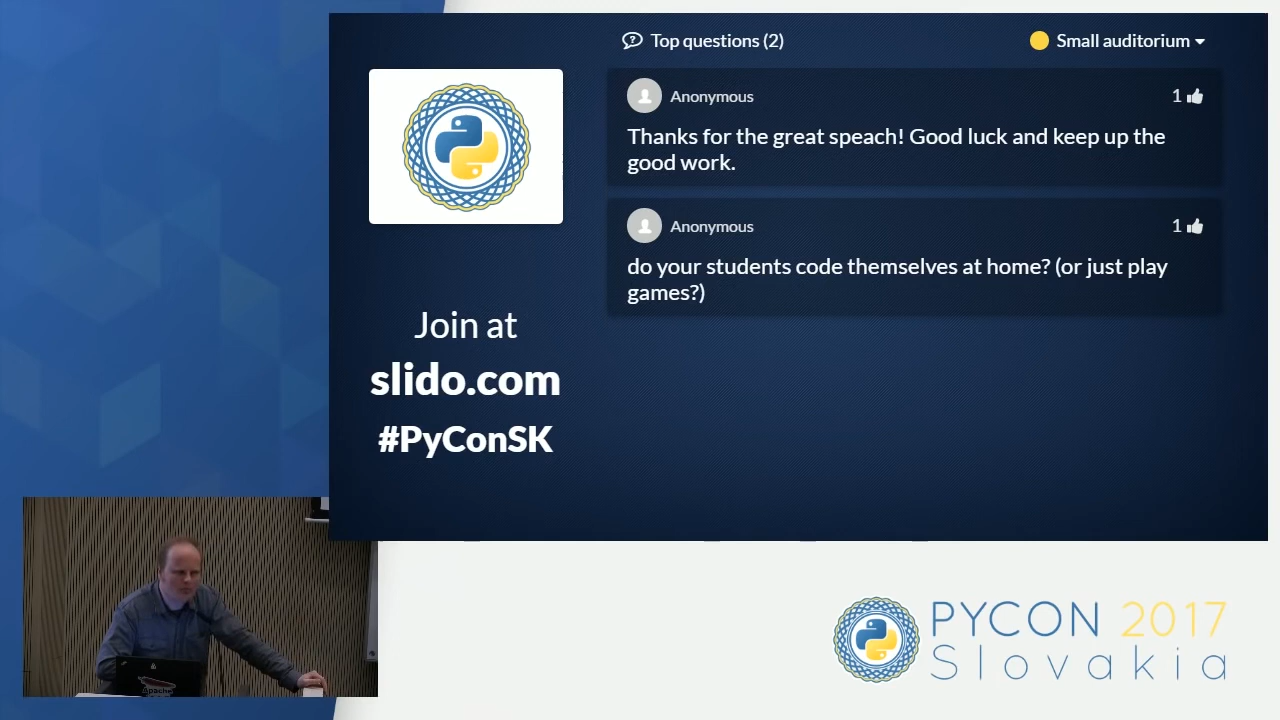 Top questions (2)
Small auditorium
Anonymous
1
Thanks for the great speach! Good luck and keep up the
good work.
Anonymous
1
do your students code themselves at home? (or just play
games?)
Join at
slido.com
#PyConSK
Apache
PYCON 2017
Slovakia